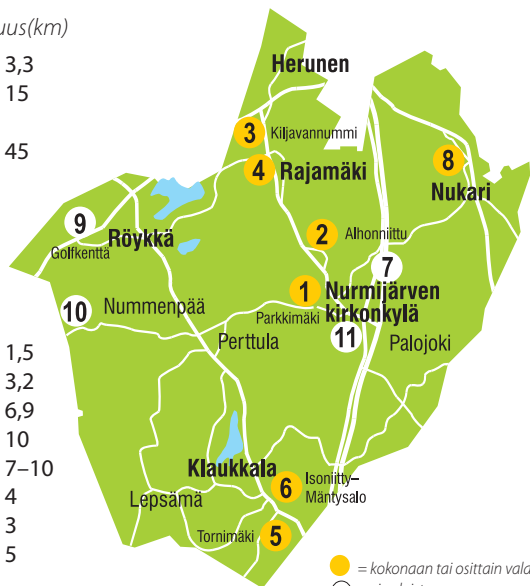 uus(km)
3,3
15
45
1,5
3,2
6,9
10
7–10
4
3
5
Herunen
3 Kiljavannummi
4 Rajamäki
8
Nukari
9
Golfkenttä
Röykkä
2 Alhonniittu
7
1 Nurmijärven
Parkkimäki kirkonkylä
10 Nummenpää
11
Perttula
Palojoki
Klaukkala
6 Isoniitty–
Mäntysalo
Lepsämä
Tornimäki 5
= kokonaan tai osittain vala